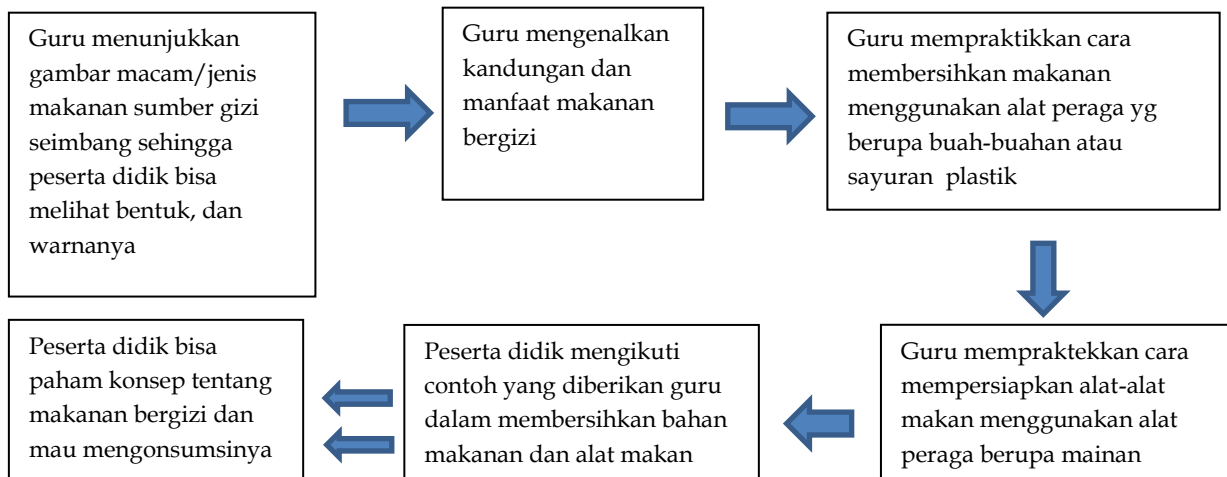 Guru menunjukkan
gambar macam/jenis
makanan sumber gizi
seimbang sehingga
peserta didik bisa
melihat bentuk, dan
warnanya
Guru mengenalkan
kandungan dan
manfaat makanan
bergizi
Guru mempraktikkan cara
membersihkan makanan
menggunakan alat peraga yg
berupa buah-buahan atau
sayuran plastik
Guru mempraktekkan cara
mempersiapkan alat-alat
makan menggunakan alat
peraga berupa mainan
Peserta didik mengikuti
contoh yang diberikan guru
dalam membersihkan bahan
makanan dan alat makan
Peserta didik bisa
paham konsep tentang
makanan bergizi dan
mau mengonsumsinya